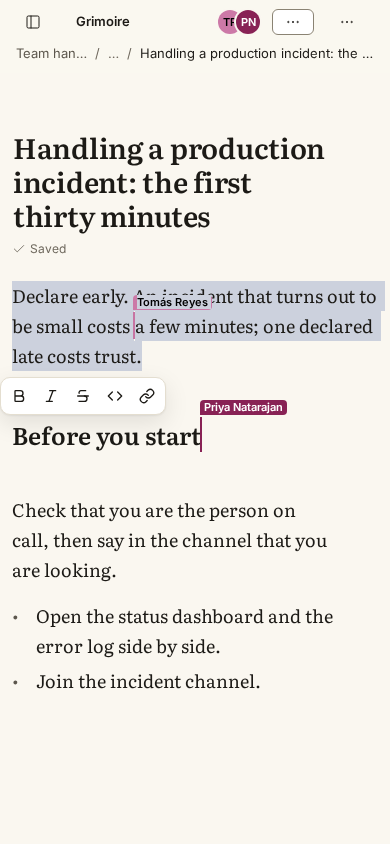 Grimoire
PN
Team han... / ... / Handling a production incident: the ...
Handling a production
incident: the first
thirty minutes
Saved
Declare early. An incident that turns out to
Tomás Reyes
be small costs a few minutes; one declared
late costs trust.
Priya Natarajan
Before you start
Check that you are the person on
call, then say in the channel that you
are looking.
• Open the status dashboard and the
error log side by side.
• Join the incident channel.